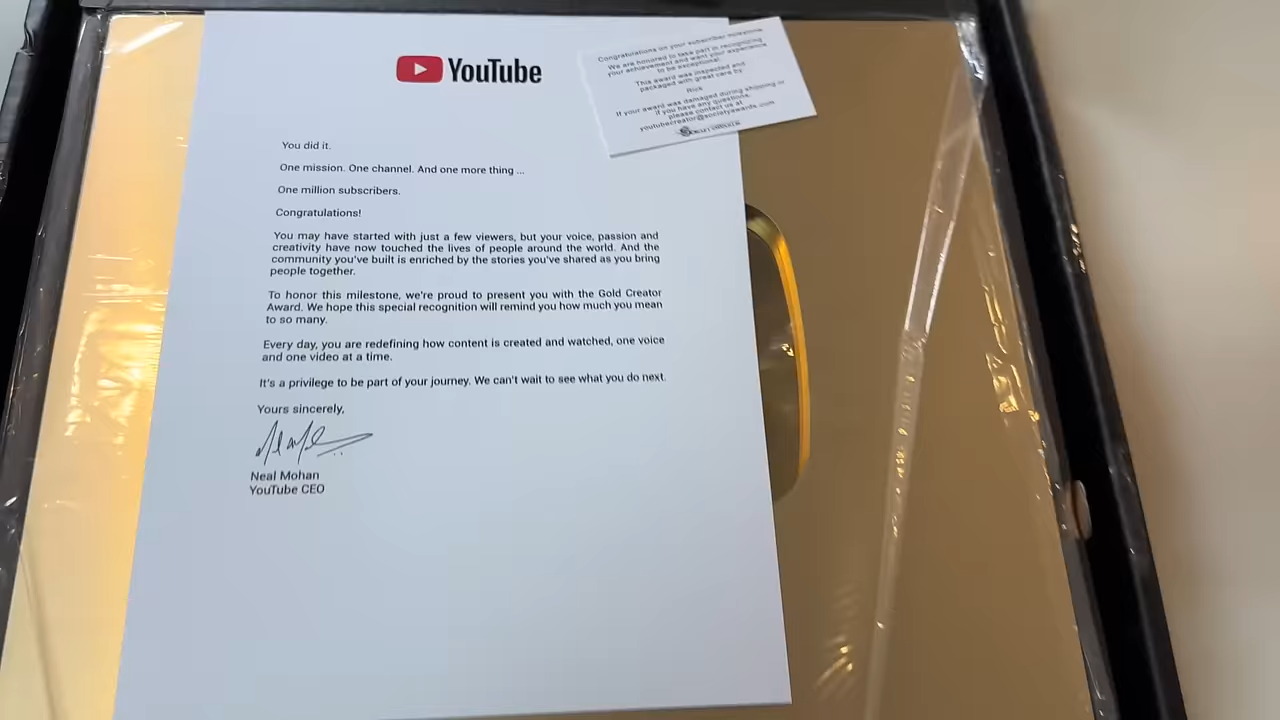 YouTube
You did it.
One mission. One channel. And one more thing ...
One million subscribers.
Congratulations!
You may have started with just a few viewers, but your voice, passion and
creativity have now touched the lives of people around the world. And the
community you've built is enriched by the stories you've shared as you bring
people together.
To honor this milestone, we're proud to present you with the Gold Creator
Award. We hope this special recognition will remind you how much you mean
to so many.
Every day, you are redefining how content is created and watched, one voice
and one video at a time.
It's a privilege to be part of your journey. We can't wait to see what you do next.
Yours sincerely,
Neal Mohan
YouTube CEO
Congratulations on your subscriber milestone
We are honored to take part in recognizing
your achievement and want your experience
to be exceptional.
This award was inspected and
packaged with great care by
Rick
If your award was damaged during shipping or
if you have any questions,
please contact us at
youtubecreator@societyawards.com